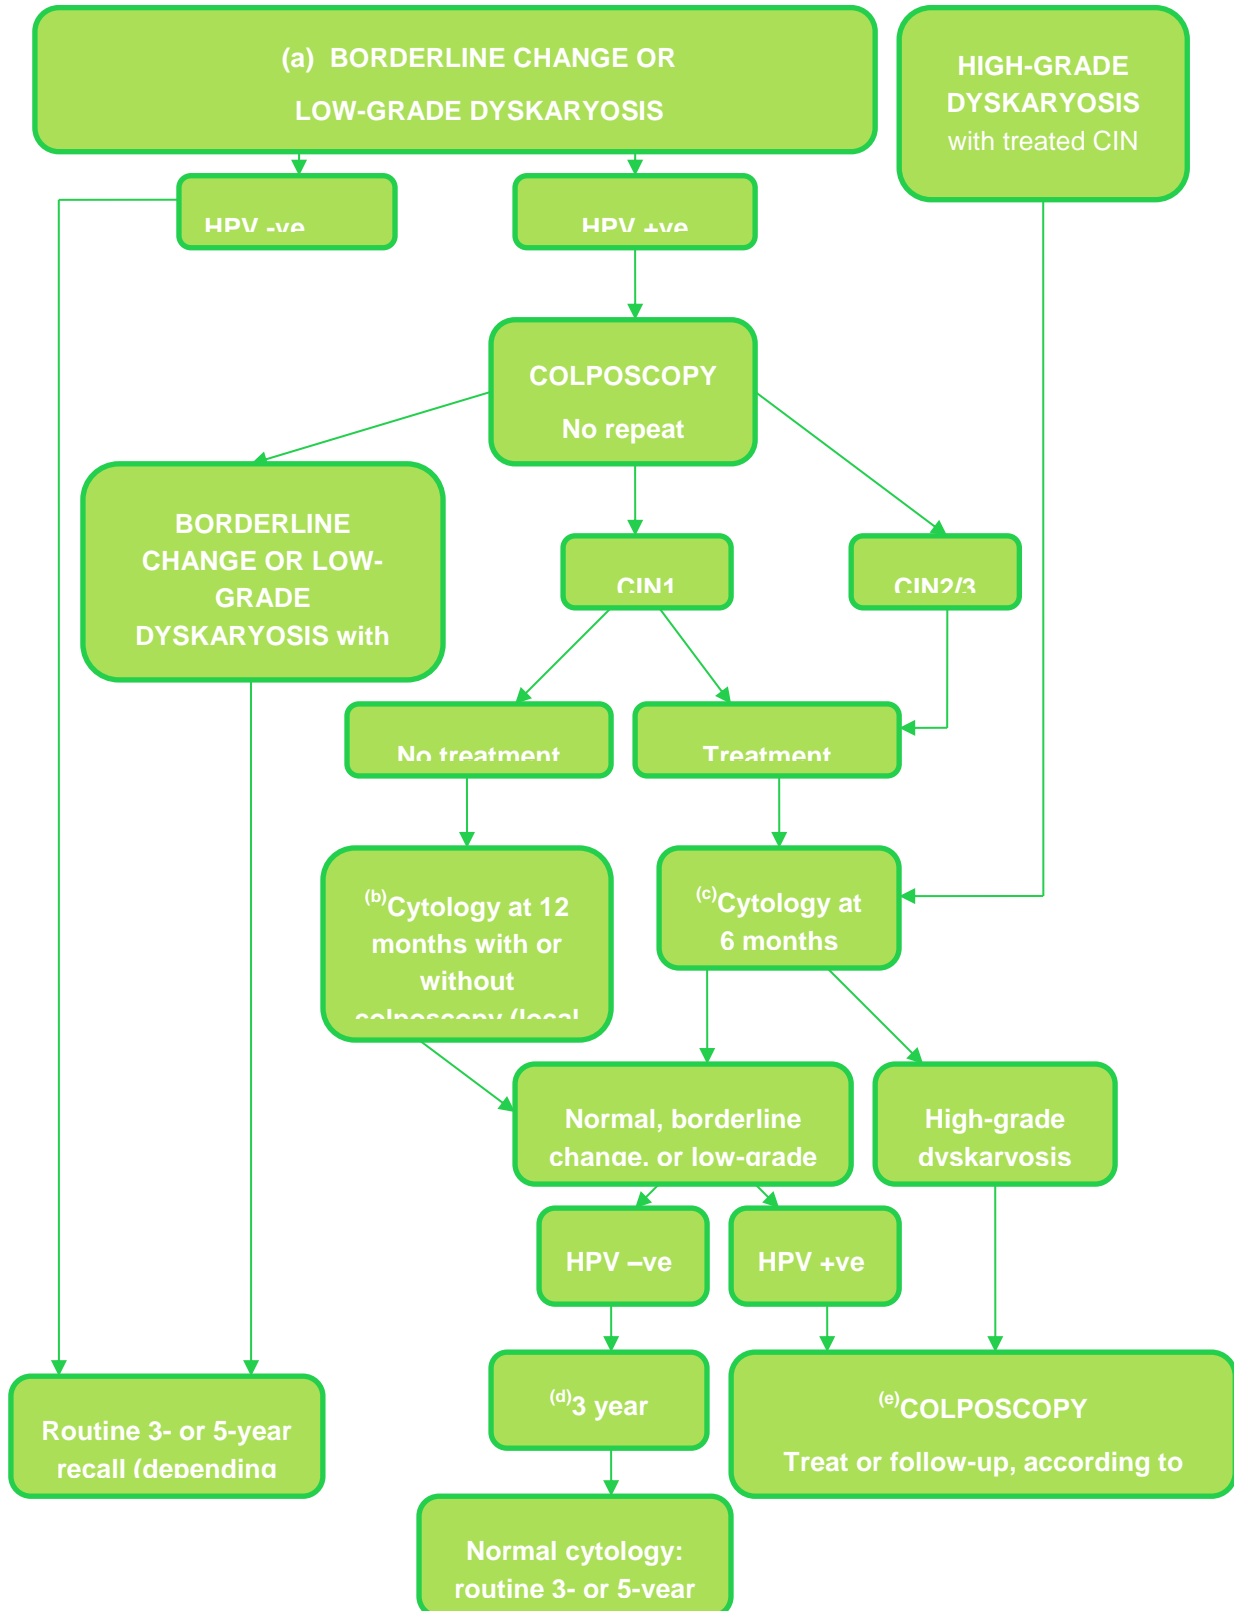 (a) BORDERLINE CHANGE OR
LOW-GRADE DYSKARYOSIS
HIGH-GRADE
DYSKARYOSIS
with treated CIN
HPV -ve
HPV +ve
COLPOSCOPY
No repeat
BORDERLINE
CHANGE OR LOW-
GRADE
DYSKARYOSIS with
CIN1
CIN2/3
No treatment
Treatment
(b)Cytology at 12
months with or
without
colposcopy (local
(c)Cytology at
6 months
Normal, borderline
change, or low-grade
High-grade
dyskaryosis
HPV –ve
HPV +ve
(d)3 year
(e)COLPOSCOPY
Treat or follow-up, according to
Routine 3- or 5-year
recall (depending
Normal cytology:
routine 3- or 5-year